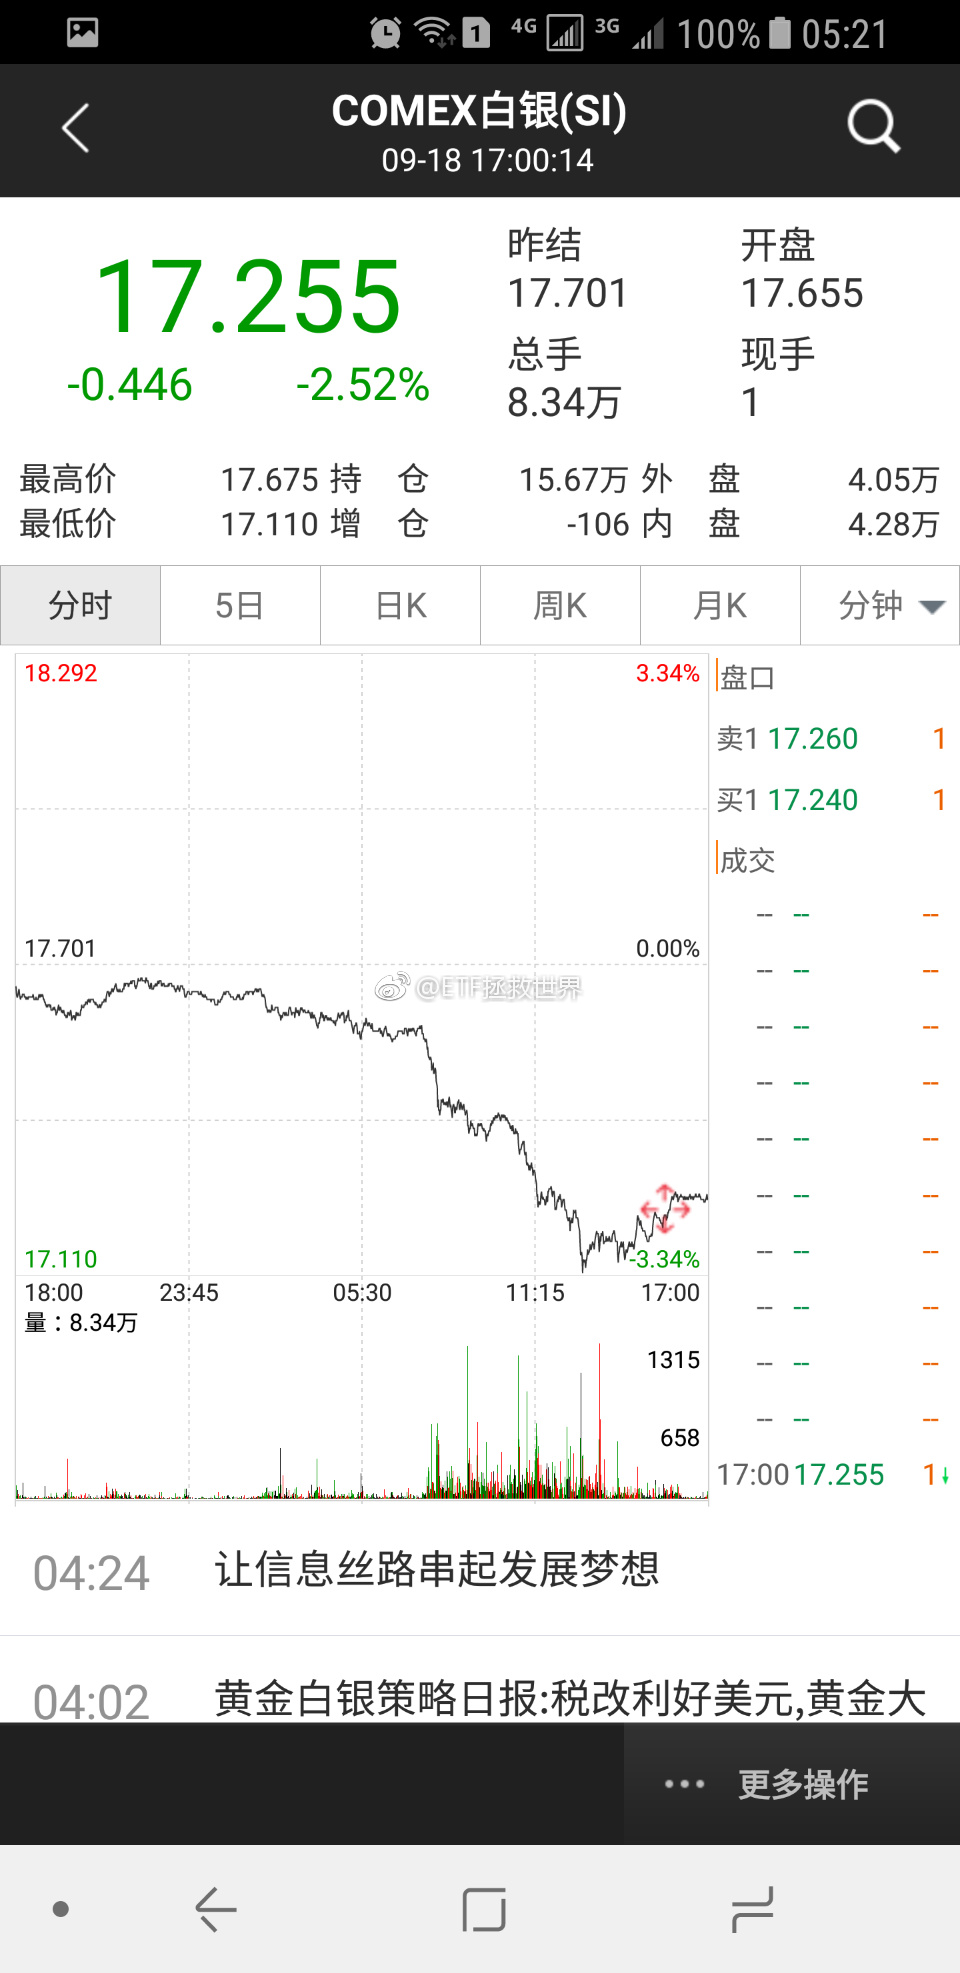 4G 3G 100% 05:21
1
COMEX白银(SI)
09-18 17:00:14
17.255
-0.446 -2.52%
昨结 开盘
17.701 17.655
总手 现手
8.34万 1
最高价 17.675 持 仓 15.67万 外 盘 4.05万
最低价 17.110 增 仓 -106 内 盘 4.28万
分时 5日 日K 周K 月K 分钟
18.292 3.34%
17.701 0.00%
17.110 -3.34%
18:00 23:45 05:30 11:15 17:00
量：8.34万
1315
658
@ETF拯救世界
盘口
卖1 17.260 1
买1 17.240 1
成交
-- -- --
-- -- --
-- -- --
-- -- --
-- -- --
-- -- --
-- -- --
-- -- --
-- -- --
-- -- --
17:00 17.255 1↓
04:24 让信息丝路串起发展梦想
04:02 黄金白银策略日报:税改利好美元,黄金大
··· 更多操作